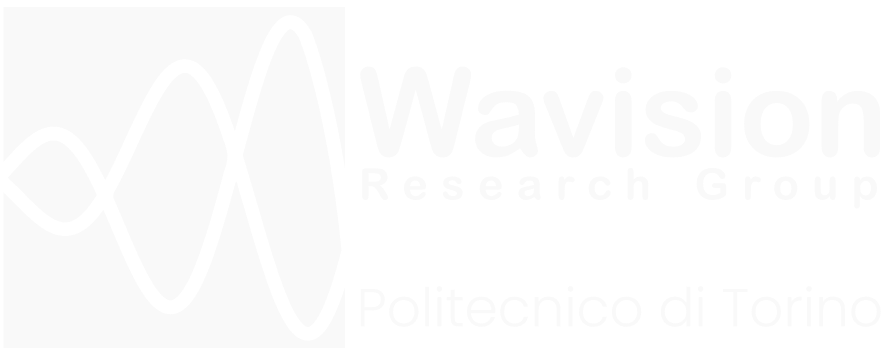 Wavision
Research Group
Politecnico di Torino